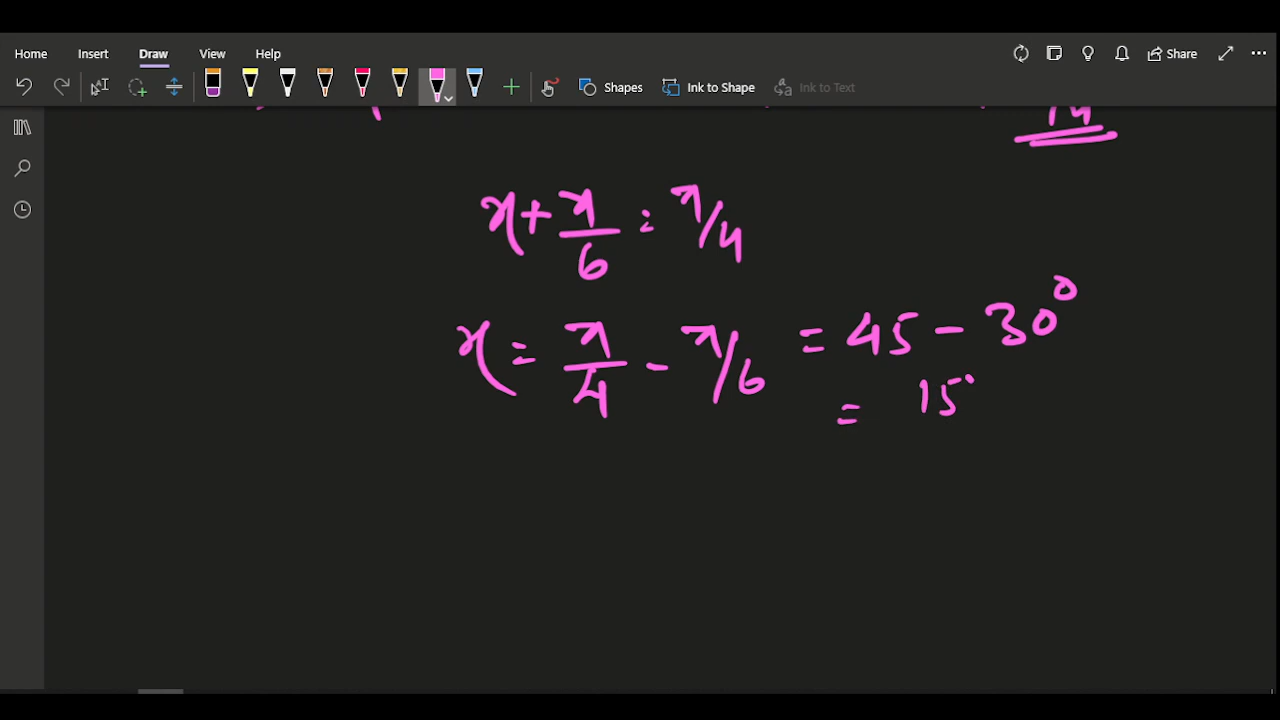 Home Insert Draw View Help Share
Shapes Ink to Shape Ink to Text
14
x + π/6 = π/4
x = π/4 - π/6 = 45 - 30°
= 15°